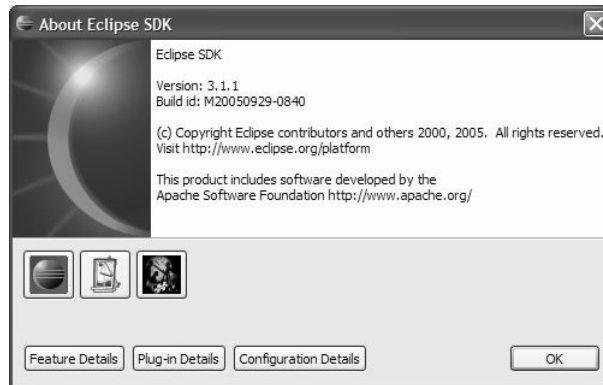 About Eclipse SDK
Eclipse SDK
Version: 3.1.1
Build id: M20050929-0840
(c) Copyright Eclipse contributors and others 2000, 2005.  All rights reserved.
Visit http://www.eclipse.org/platform
This product includes software developed by the
Apache Software Foundation http://www.apache.org/
Feature Details Plug-in Details Configuration Details OK